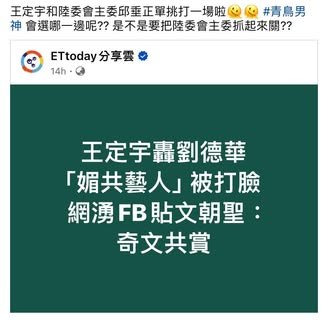 王定宇和陸委會主委邱垂正單挑打一場啦🫠🫠 #青鳥男
神 會選哪一邊呢?? 是不是要把陸委會主委抓起來關??
ETtoday分享雲
14h ·
王定宇轟劉德華
「媚共藝人」被打臉
網湧FB貼文朝聖：
奇文共賞